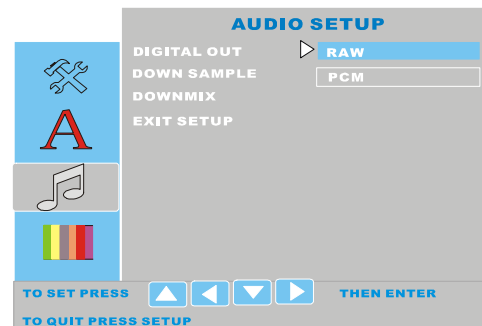 AUDIO SETUP
DIGITAL OUT RAW
DOWN SAMPLE PCM
DOWNMIX
EXIT SETUP
A
TO SET PRESS THEN ENTER
TO QUIT PRESS SETUP